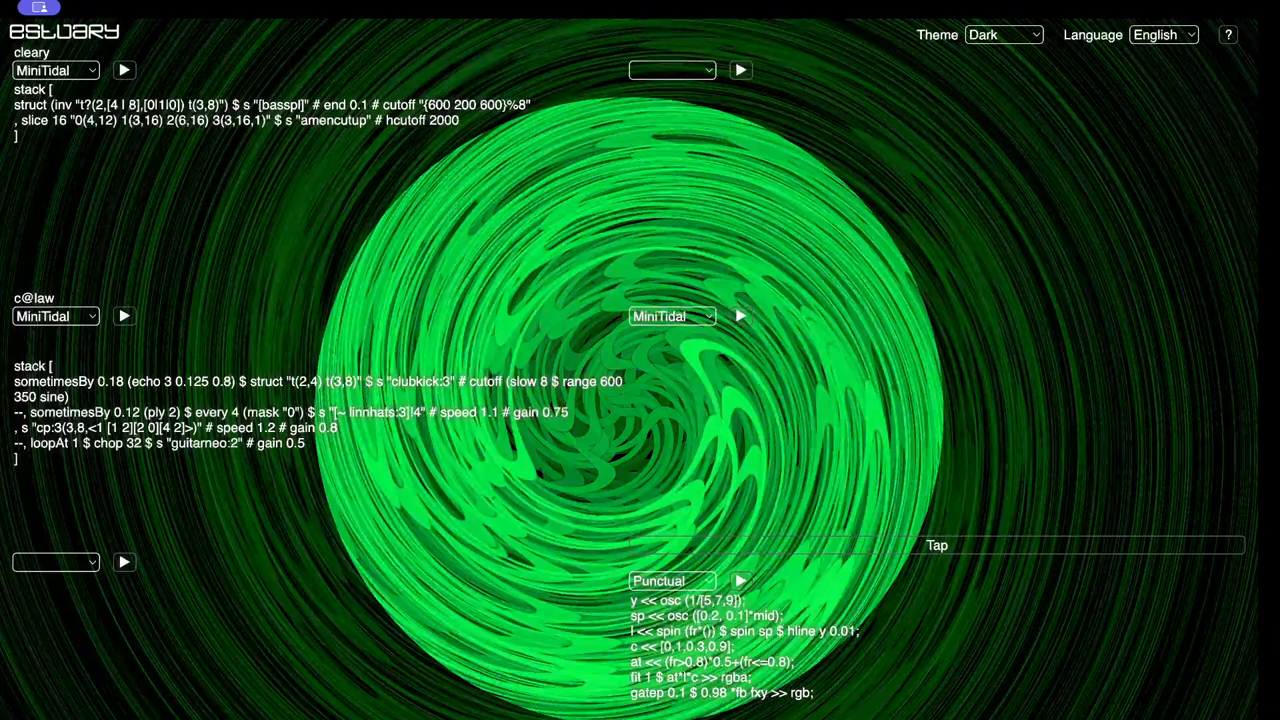 estuary
Theme Dark Language English ?
cleary
MiniTidal
stack [
struct (inv "t?(2,[4 | 8],[0|1|0]) t(3,8)") $ s "[basspl]" # end 0.1 # cutoff "{600 200 600}%8"
, slice 16 "0(4,12) 1(3,16) 2(6,16) 3(3,16,1)" $ s "amencutup" # hcutoff 2000
]
c@law
MiniTidal
stack [
sometimesBy 0.18 (echo 3 0.125 0.8) $ struct "t(2,4) t(3,8)" $ s "clubkick:3" # cutoff (slow 8 $ range 600
350 sine)
--, sometimesBy 0.12 (ply 2) $ every 4 (mask "0") $ s "[~ linnhats:3]!4" # speed 1.1 # gain 0.75
, s "cp:3(3,8,<1 [1 2][2 0][4 2]>)" # speed 1.2 # gain 0.8
--, loopAt 1 $ chop 32 $ s "guitarneo:2" # gain 0.5
]
MiniTidal
Tap
Punctual
y << osc (1/[5,7,9]);
sp << osc ([0.2, 0.1]*mid);
l << spin (fr*()) $ spin sp $ hline y 0.01;
c << [0,1,0.3,0.9];
at << (fr>0.8)*0.5+(fr<=0.8);
fit 1 $ at*l*c >> rgba;
gatep 0.1 $ 0.98 *fb fxy >> rgb;